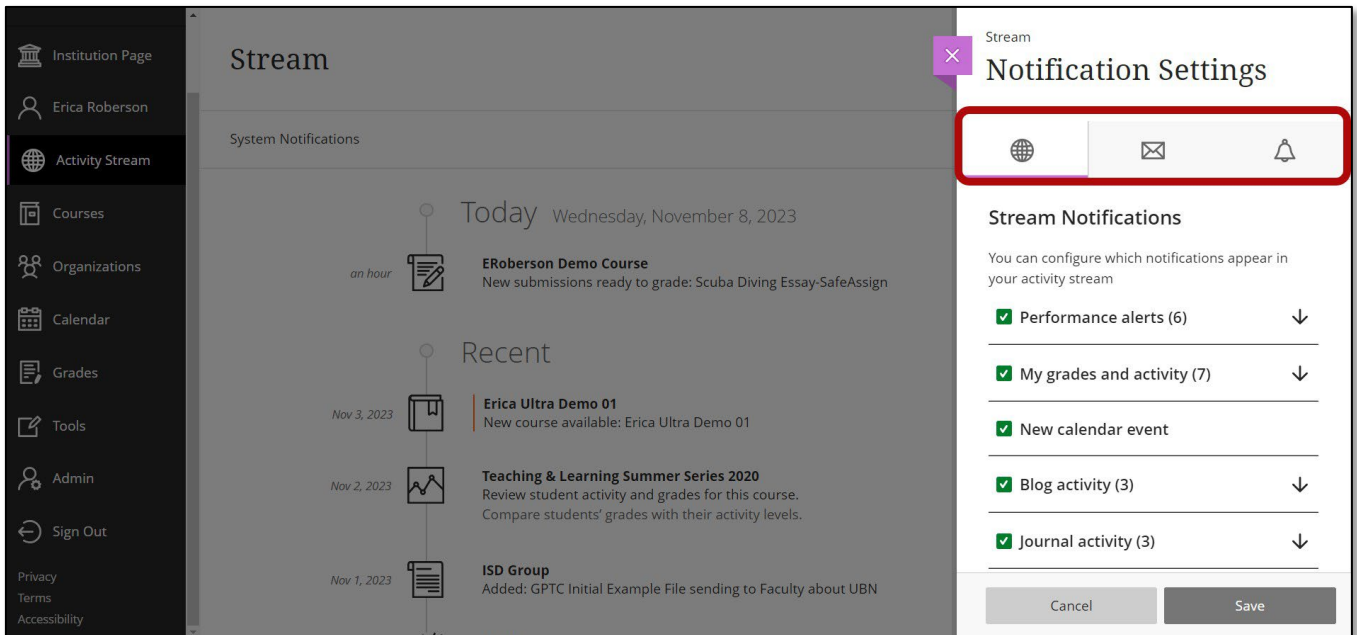 Institution Page
Erica Roberson
Activity Stream
Courses
Organizations
Calendar
Grades
Tools
Admin
Sign Out
Privacy
Terms
Accessibility
Stream
System Notifications
Today Wednesday, November 8, 2023
an hour
ERoberson Demo Course
New submissions ready to grade: Scuba Diving Essay-SafeAssign
Recent
Nov 3, 2023
Erica Ultra Demo 01
New course available: Erica Ultra Demo 01
Nov 2, 2023
Teaching & Learning Summer Series 2020
Review student activity and grades for this course.
Compare students' grades with their activity levels.
Nov 1, 2023
ISD Group
Added: GPTC Initial Example File sending to Faculty about UBN
Stream
Notification Settings
Stream Notifications
You can configure which notifications appear in
your activity stream
Performance alerts (6)
My grades and activity (7)
New calendar event
Blog activity (3)
Journal activity (3)
Cancel
Save